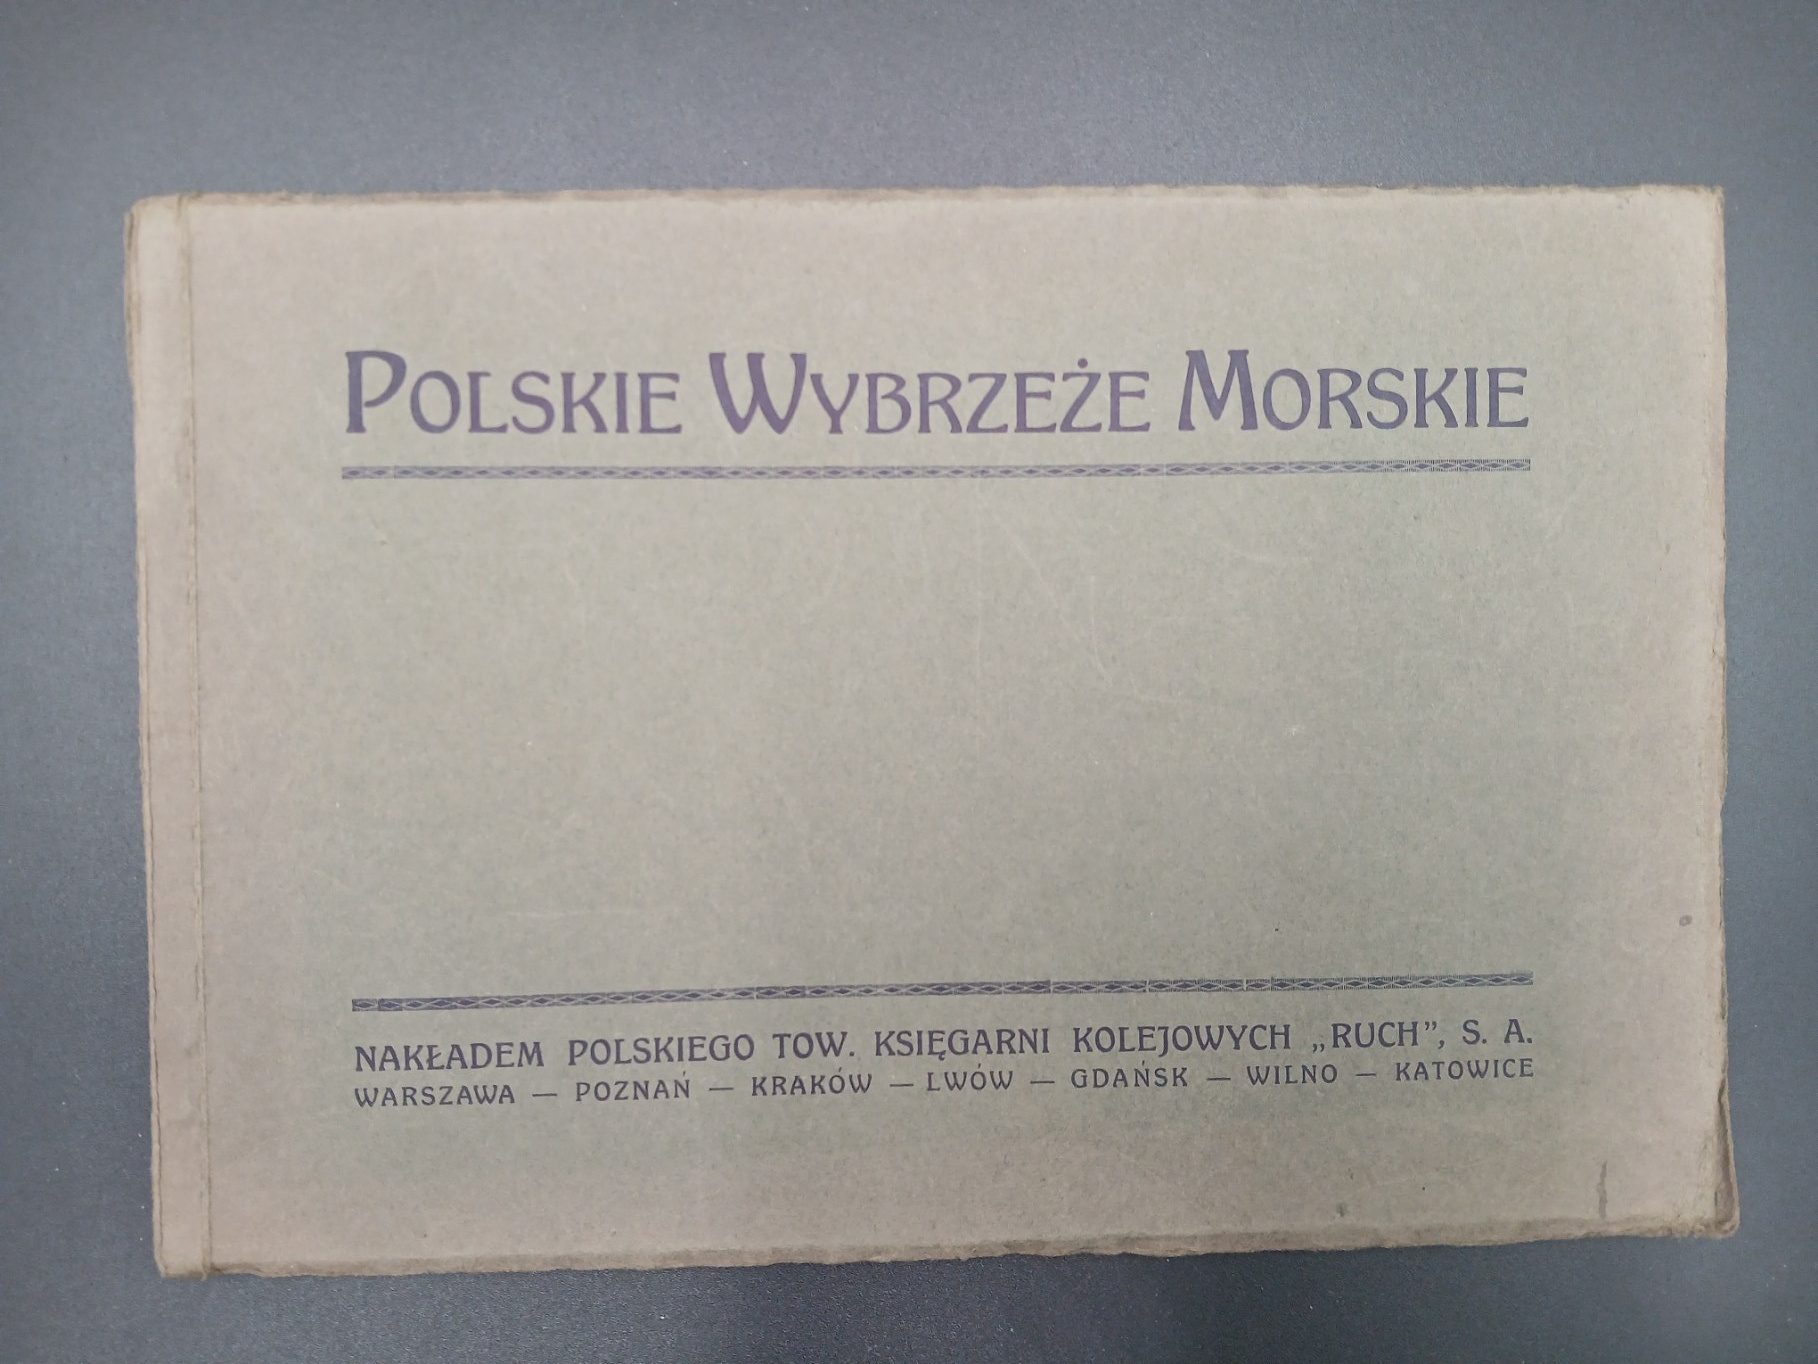 POLSKIE WYBRZEŻE MORSKIE
NAKŁADEM POLSKIEGO TOW. KSIĘGARNI KOLEJOWYCH „RUCH”, S. A.
WARSZAWA — POZNAŃ — KRAKÓW — LWÓW — GDAŃSK — WILNO — KATOWICE